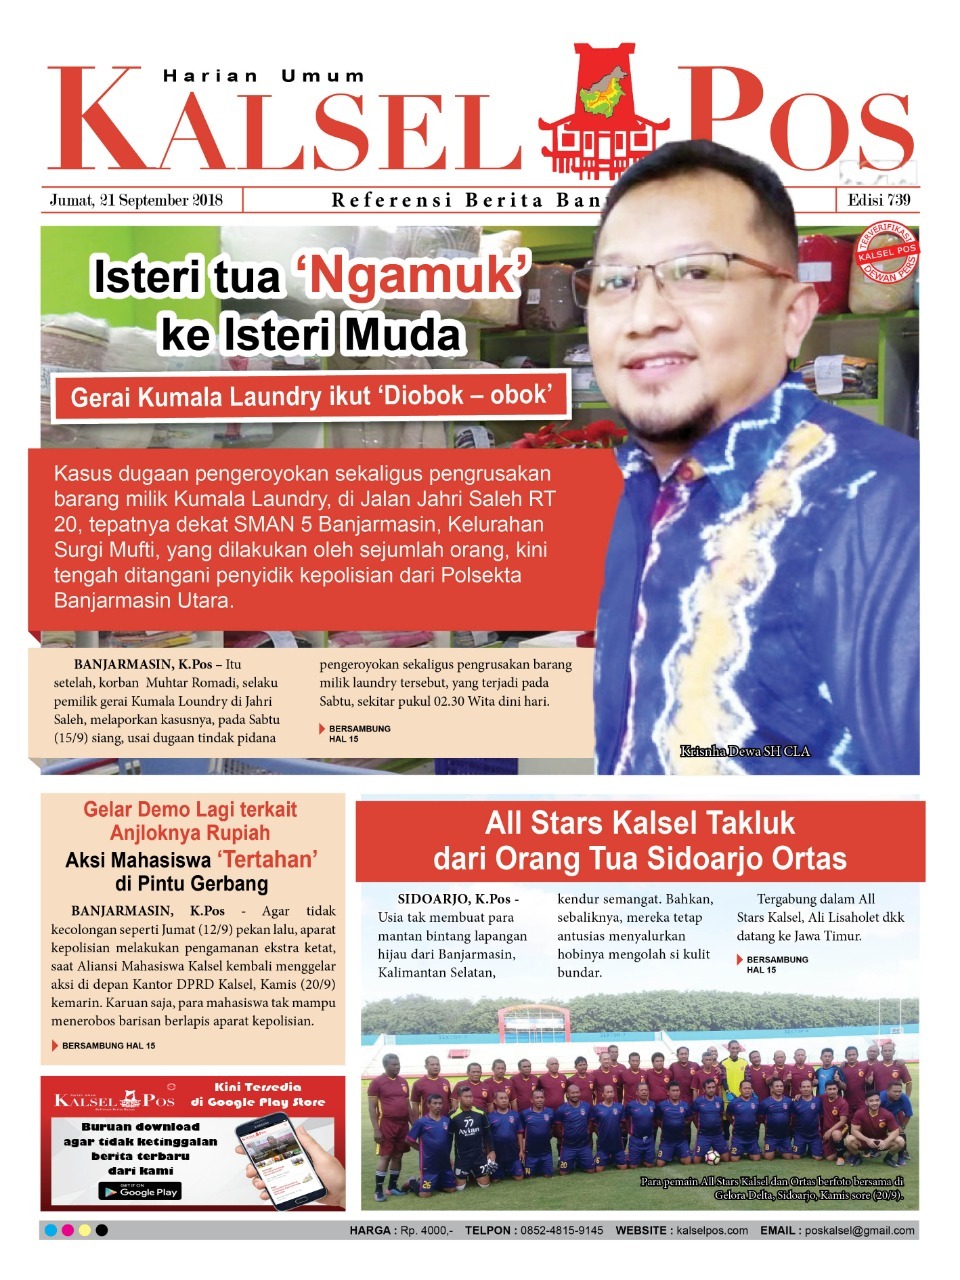 Harian Umum
KALSEL POS
Jumat, 21 September 2018
Referensi Berita
Edisi 739
TERVERIFIKASI
KALSEL POS
DEWAN PERS
Isteri tua ‘Ngamuk’
ke Isteri Muda
Gerai Kumala Laundry ikut ‘Diobok – obok’
Kasus dugaan pengeroyokan sekaligus pengrusakan
barang milik Kumala Laundry, di Jalan Jahri Saleh RT
20, tepatnya dekat SMAN 5 Banjarmasin, Kelurahan
Surgi Mufti, yang dilakukan oleh sejumlah orang, kini
tengah ditangani penyidik kepolisian dari Polsekta
Banjarmasin Utara.
BANJARMASIN, K.Pos – Itu
setelah, korban Muhtar Romadi, selaku
pemilik gerai Kumala Loundry di Jahri
Saleh, melaporkan kasusnya, pada Sabtu
(15/9) siang, usai dugaan tindak pidana
pengeroyokan sekaligus pengrusakan barang
milik laundry tersebut, yang terjadi pada
Sabtu, sekitar pukul 02.30 Wita dini hari.
BERSAMBUNG
HAL 15
Krisnha Dewa SH CLA
Gelar Demo Lagi terkait
Anjloknya Rupiah
Aksi Mahasiswa ‘Tertahan’
di Pintu Gerbang
BANJARMASIN, K.Pos - Agar tidak
kecolongan seperti Jumat (12/9) pekan lalu, aparat
kepolisian melakukan pengamanan ekstra ketat,
saat Aliansi Mahasiswa Kalsel kembali menggelar
aksi di depan Kantor DPRD Kalsel, Kamis (20/9)
kemarin. Karuan saja, para mahasiswa tak mampu
menerobos barisan berlapis aparat kepolisian.
BERSAMBUNG HAL 15
All Stars Kalsel Takluk
dari Orang Tua Sidoarjo Ortas
SIDOARJO, K.Pos -
Usia tak membuat para
mantan bintang lapangan
hijau dari Banjarmasin,
Kalimantan Selatan,
kendur semangat. Bahkan,
sebaliknya, mereka tetap
antusias menyalurkan
hobinya mengolah si kulit
bundar.
Tergabung dalam All
Stars Kalsel, Ali Lisaholet dkk
datang ke Jawa Timur.
BERSAMBUNG
HAL 15
Para pemain All Stars Kalsel dan Ortas berfoto bersama di
Gelora Delta, Sidoarjo, Kamis sore (20/9).
KALSEL POS
Kini Tersedia
di Google Play Store
Buruan download
agar tidak ketinggalan
berita terbaru
dari kami
GET IT ON
Google Play
HARGA : Rp. 4000,- TELPON : 0852-4815-9145 WEBSITE : kalselpos.com EMAIL : poskalsel@gmail.com